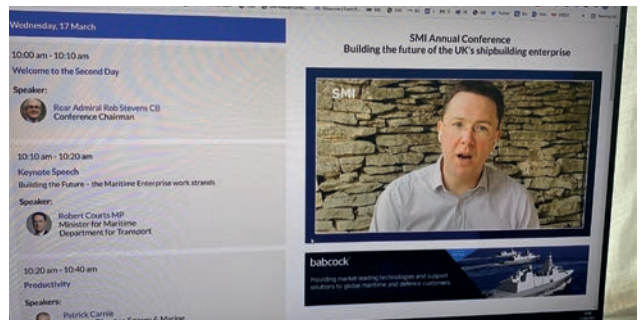 Wednesday, 17 March
10:00 am - 10:10 am
Welcome to the Second Day
Speaker:
Rear Admiral Rob Stevens CB
Conference Chairman
10:10 am - 10:20 am
Keynote Speech
Building the Future - the Maritime Enterprise work strands
Speaker:
Robert Courts MP
Minister for Maritime
Department for Transport
10:20 am - 10:40 am
Productivity
Speakers:
Patrick Carnie
SMI Annual Conference
Building the future of the UK's shipbuilding enterprise
SMI
babcock
Providing market leading technologies and support
solutions to global maritime and defence customers.